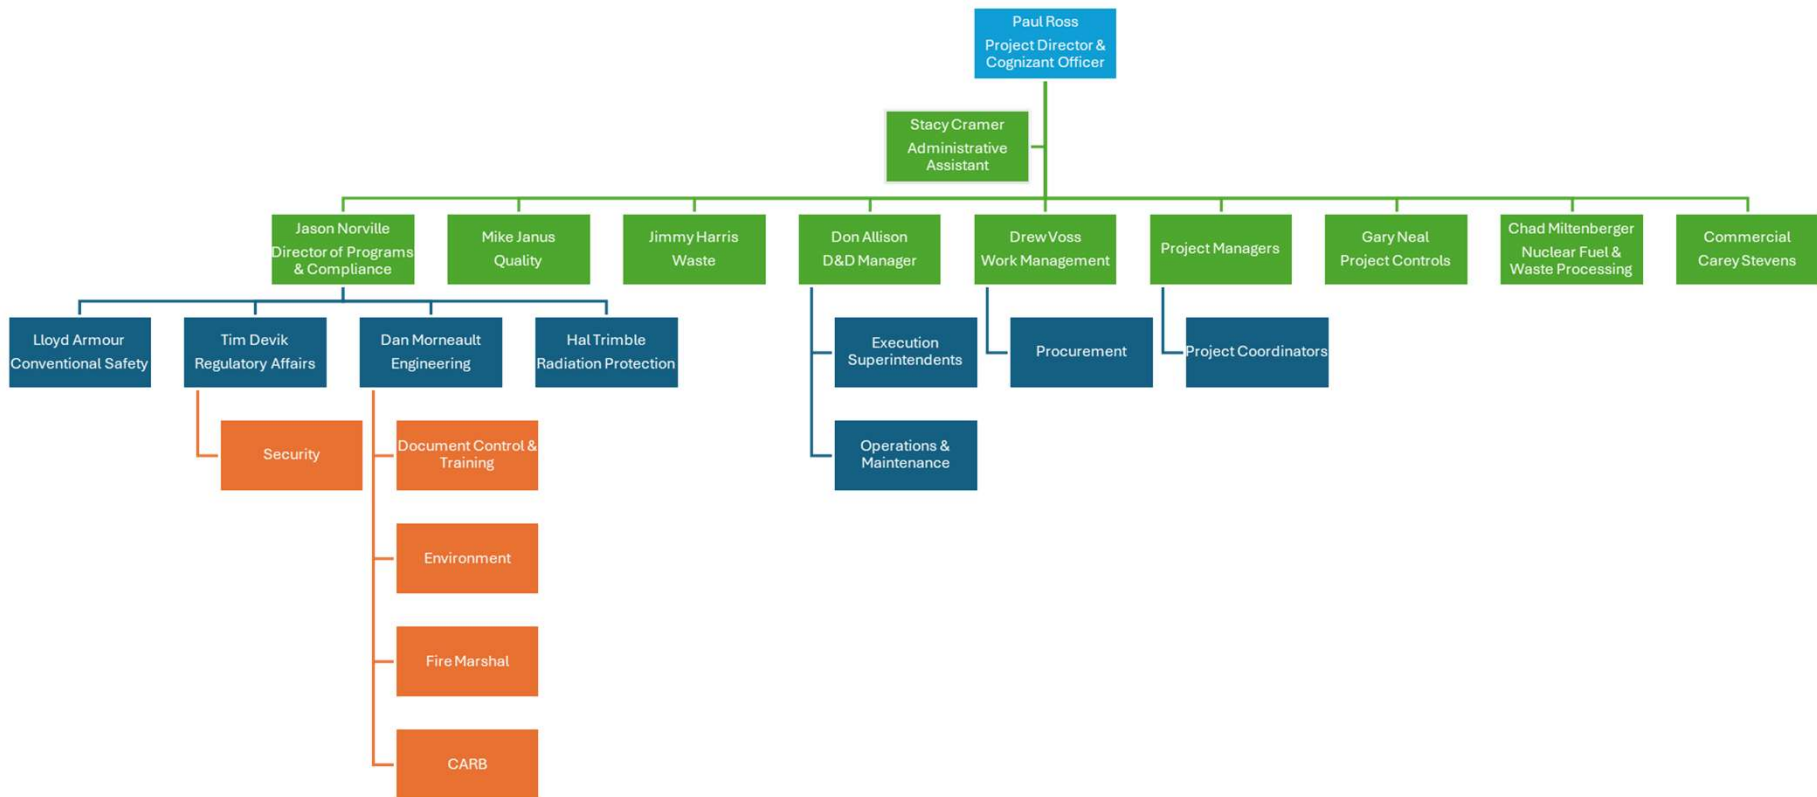 Paul Ross
Project Director &
Cognizant Officer
Stacy Cramer
Administrative
Assistant
Jason Norville
Director of Programs
& Compliance
Mike Janus
Quality
Jimmy Harris
Waste
Don Allison
D&D Manager
Drew Voss
Work Management
Project Managers
Gary Neal
Project Controls
Chad Miltenberger
Nuclear Fuel &
Waste Processing
Commercial
Carey Stevens
Lloyd Armour
Conventional Safety
Tim Devik
Regulatory Affairs
Dan Morneault
Engineering
Hal Trimble
Radiation Protection
Execution
Superintendents
Procurement
Project Coordinators
Security
Document Control &
Training
Operations &
Maintenance
Environment
Fire Marshal
CARB